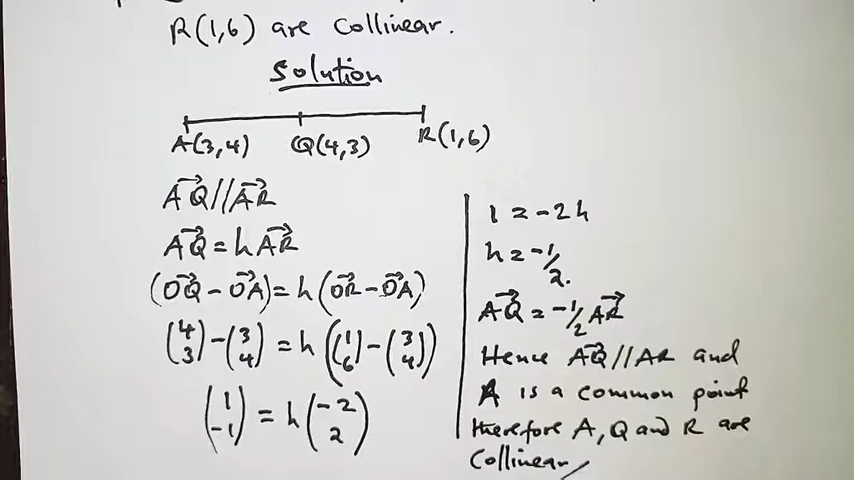 R(1,6) are Collinear.
Solution
A(3,4) Q(4,3) R(1,6)
→AQ//→AR
→AQ = h→AR
(→OQ - →OA) = h(→OR - →OA)
(4 3) - (3 4) = h((1 6) - (3 4))
(1 -1) = h(-2 2)
1 = -2h
h = -1/2.
→AQ = -1/2 →AR
Hence →AQ//AR and
A is a common point
therefore A, Q and R are
Collinear